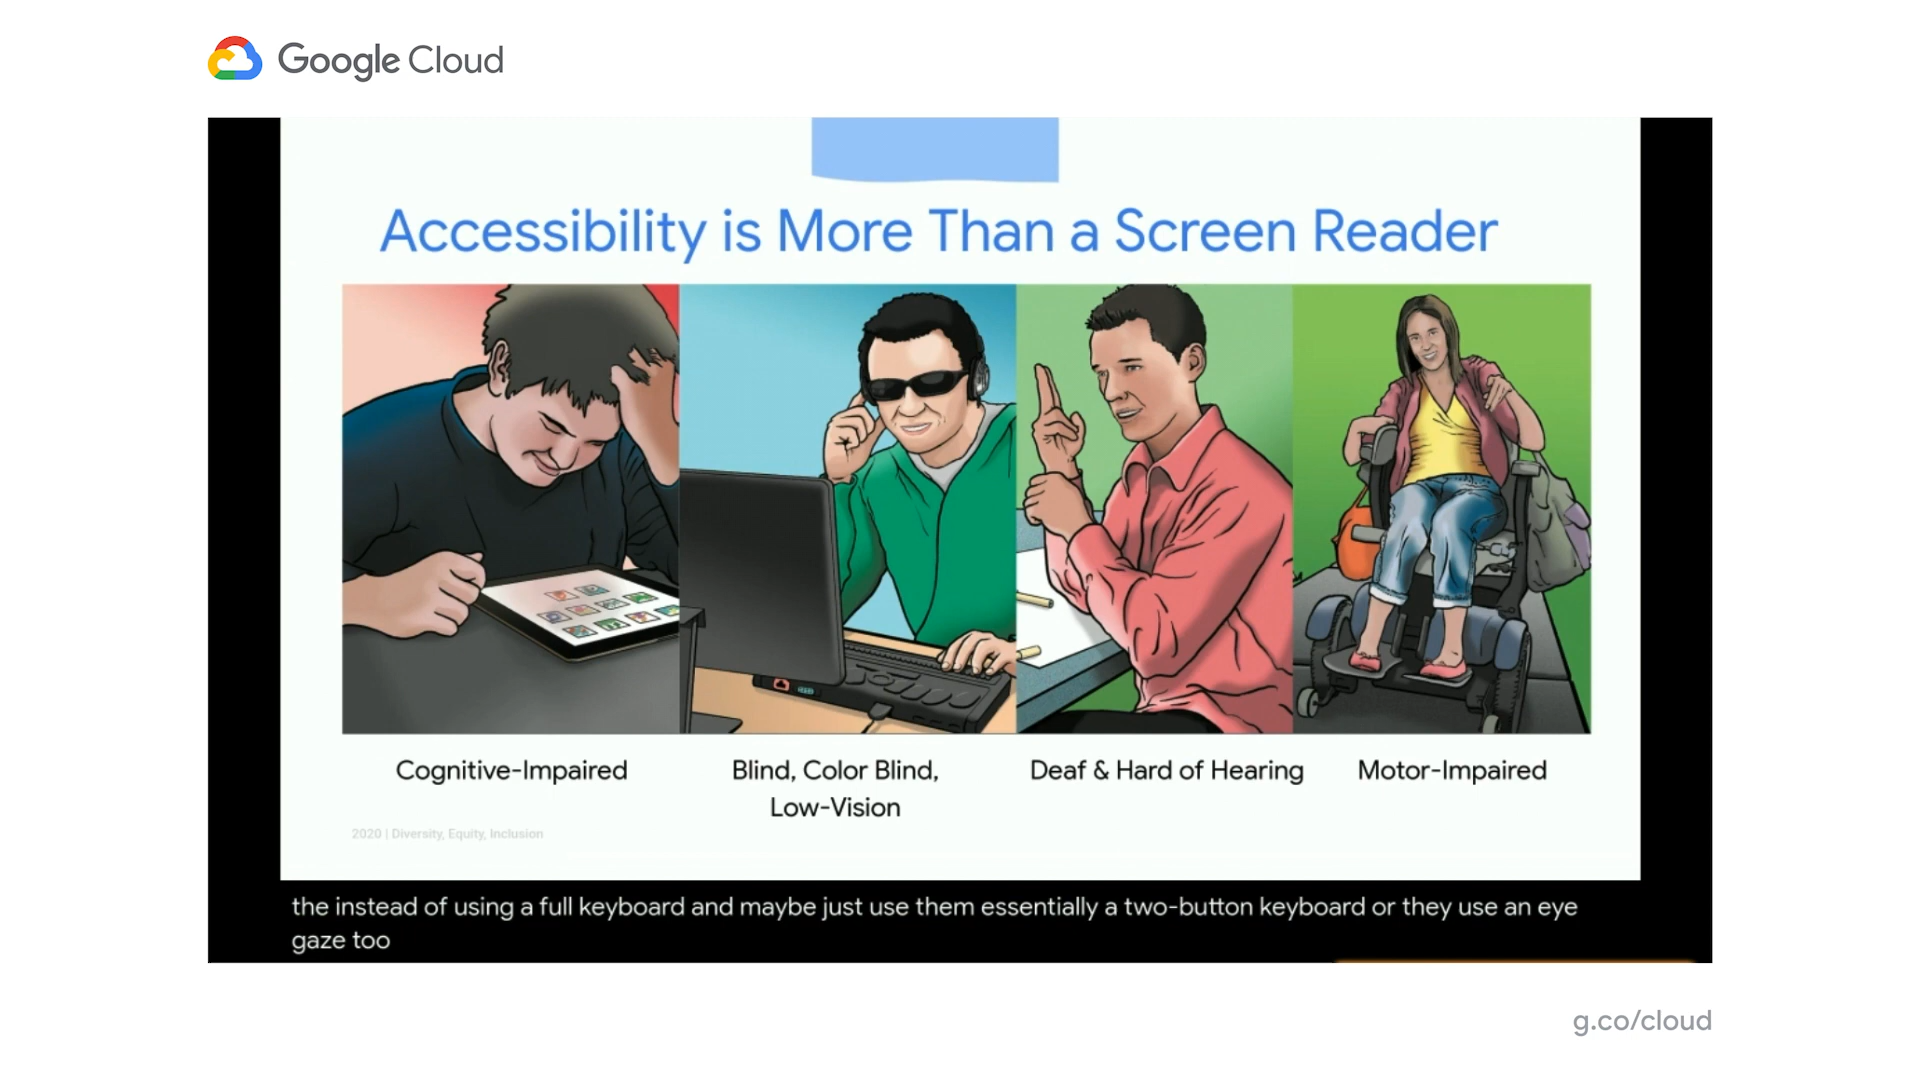 Google Cloud
Accessibility is More Than a Screen Reader
Cognitive-Impaired
Blind, Color Blind,
Low-Vision
Deaf & Hard of Hearing
Motor-Impaired
2020 | Diversity, Equity, Inclusion
the instead of using a full keyboard and maybe just use them essentially a two-button keyboard or they use an eye
gaze too
g.co/cloud